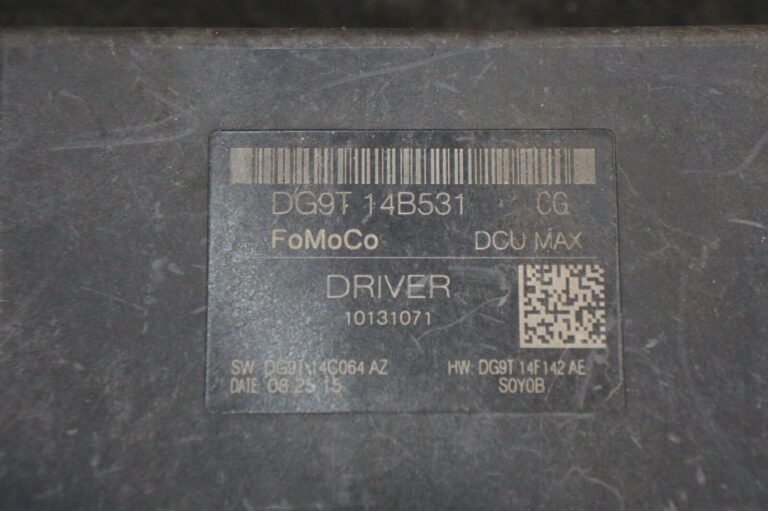 DG9T 14B531 CG
FoMoCo DCU MAX
DRIVER
10131071
SW: DG9T 14C064 AZ HW: DG9T 14F142 AE
DATE 08 25 15 S0Y0B